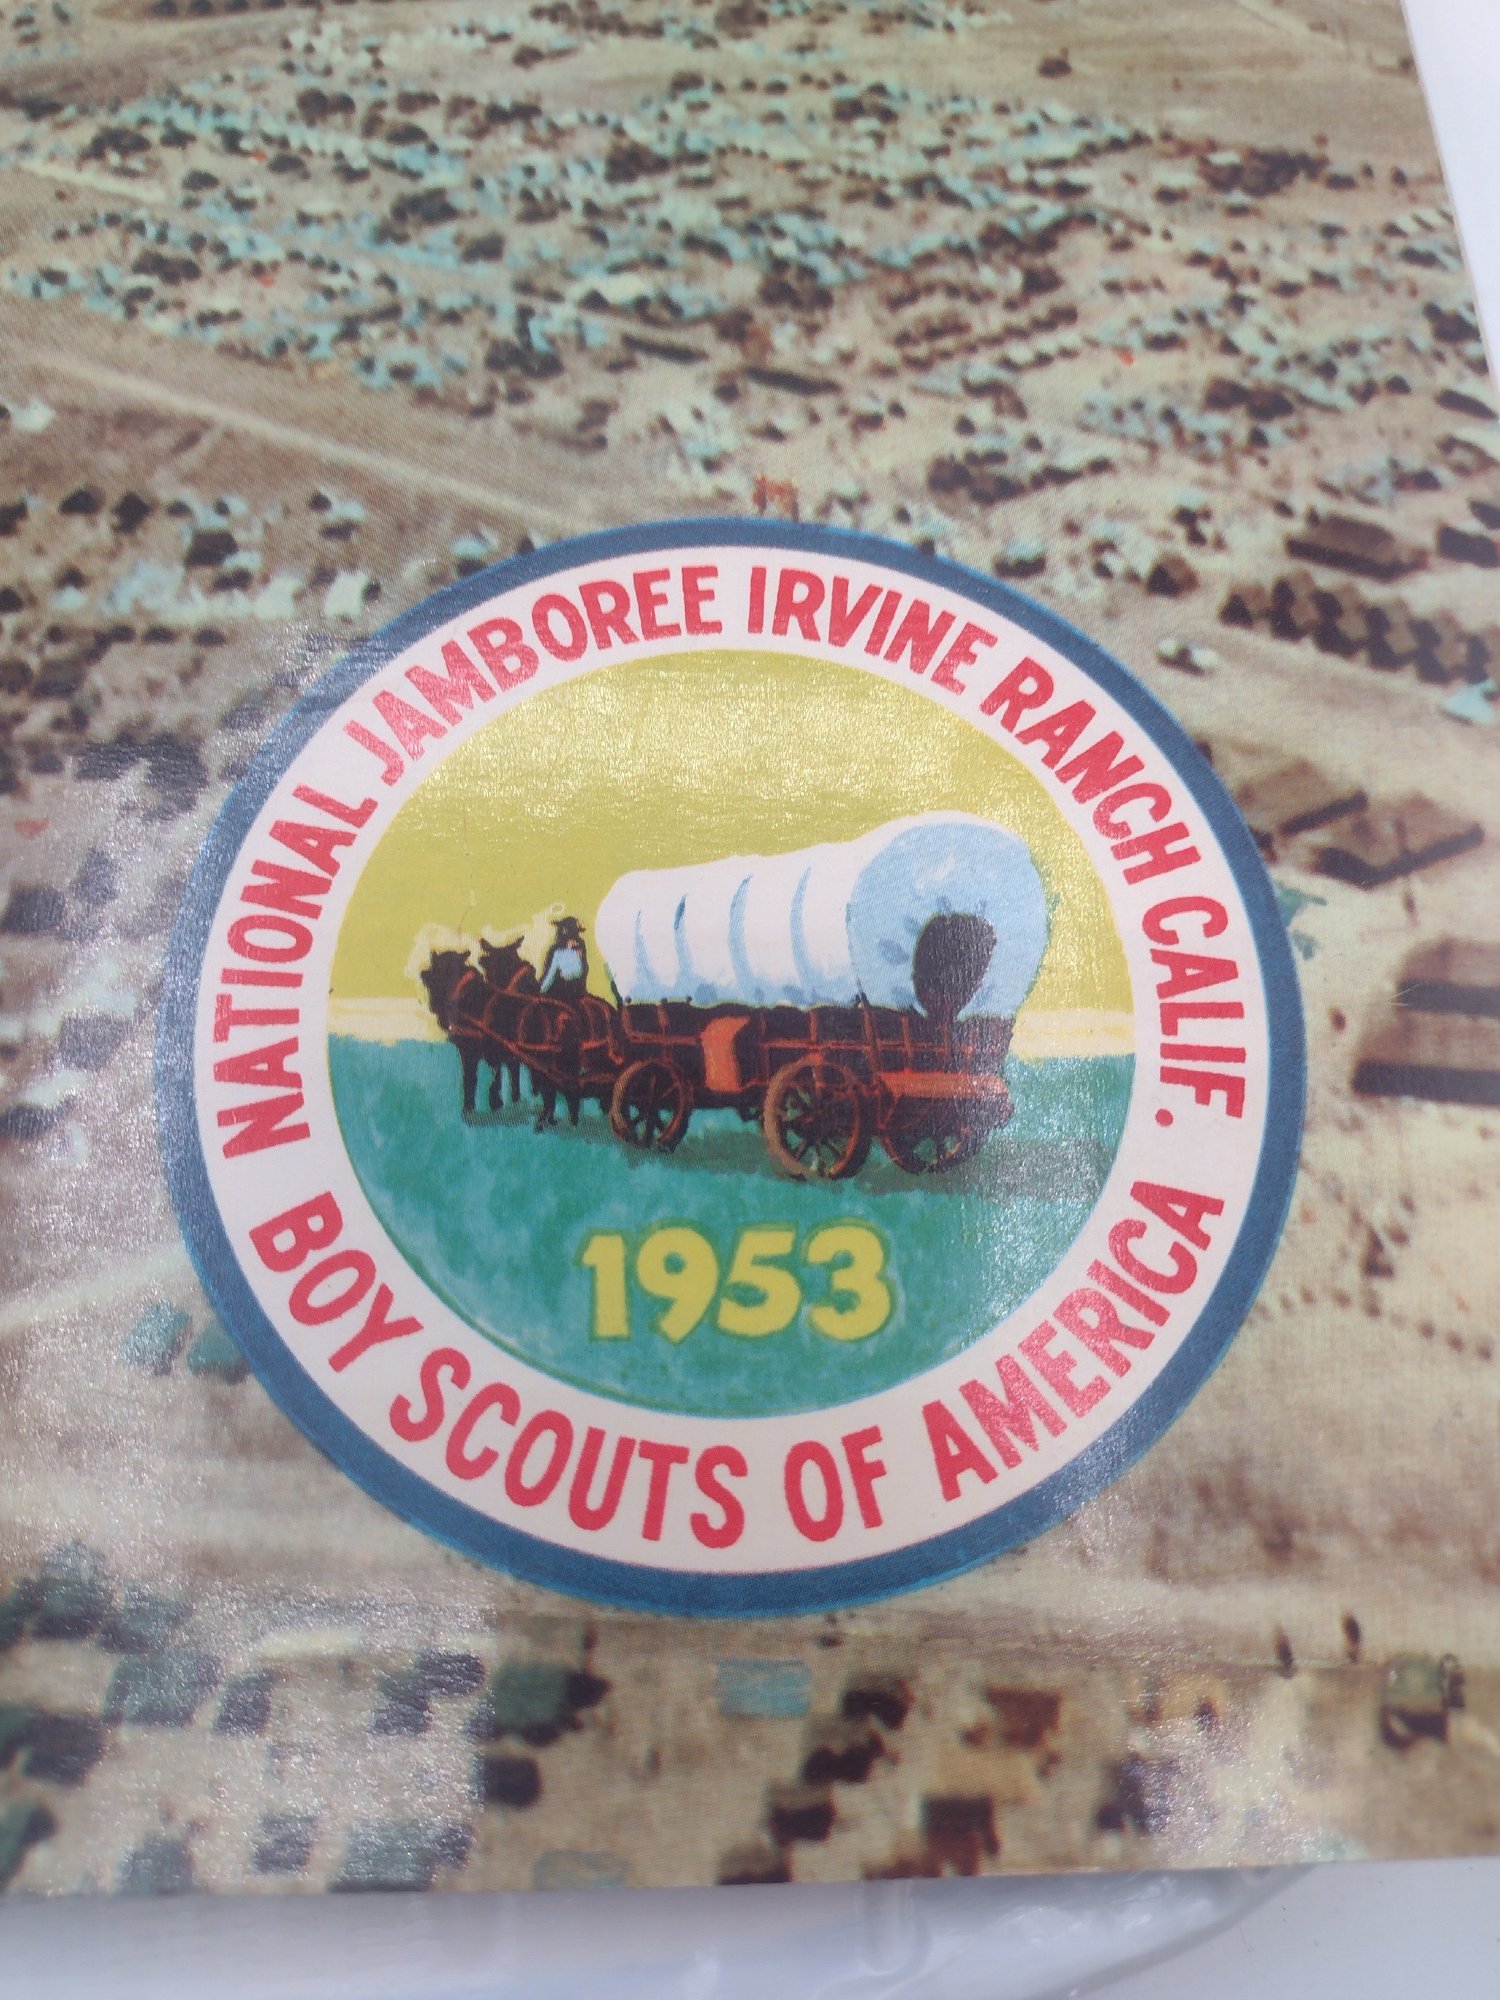 NATIONAL JAMBOREE IRVINE RANCH CALIF.
1953
BOY SCOUTS OF AMERICA